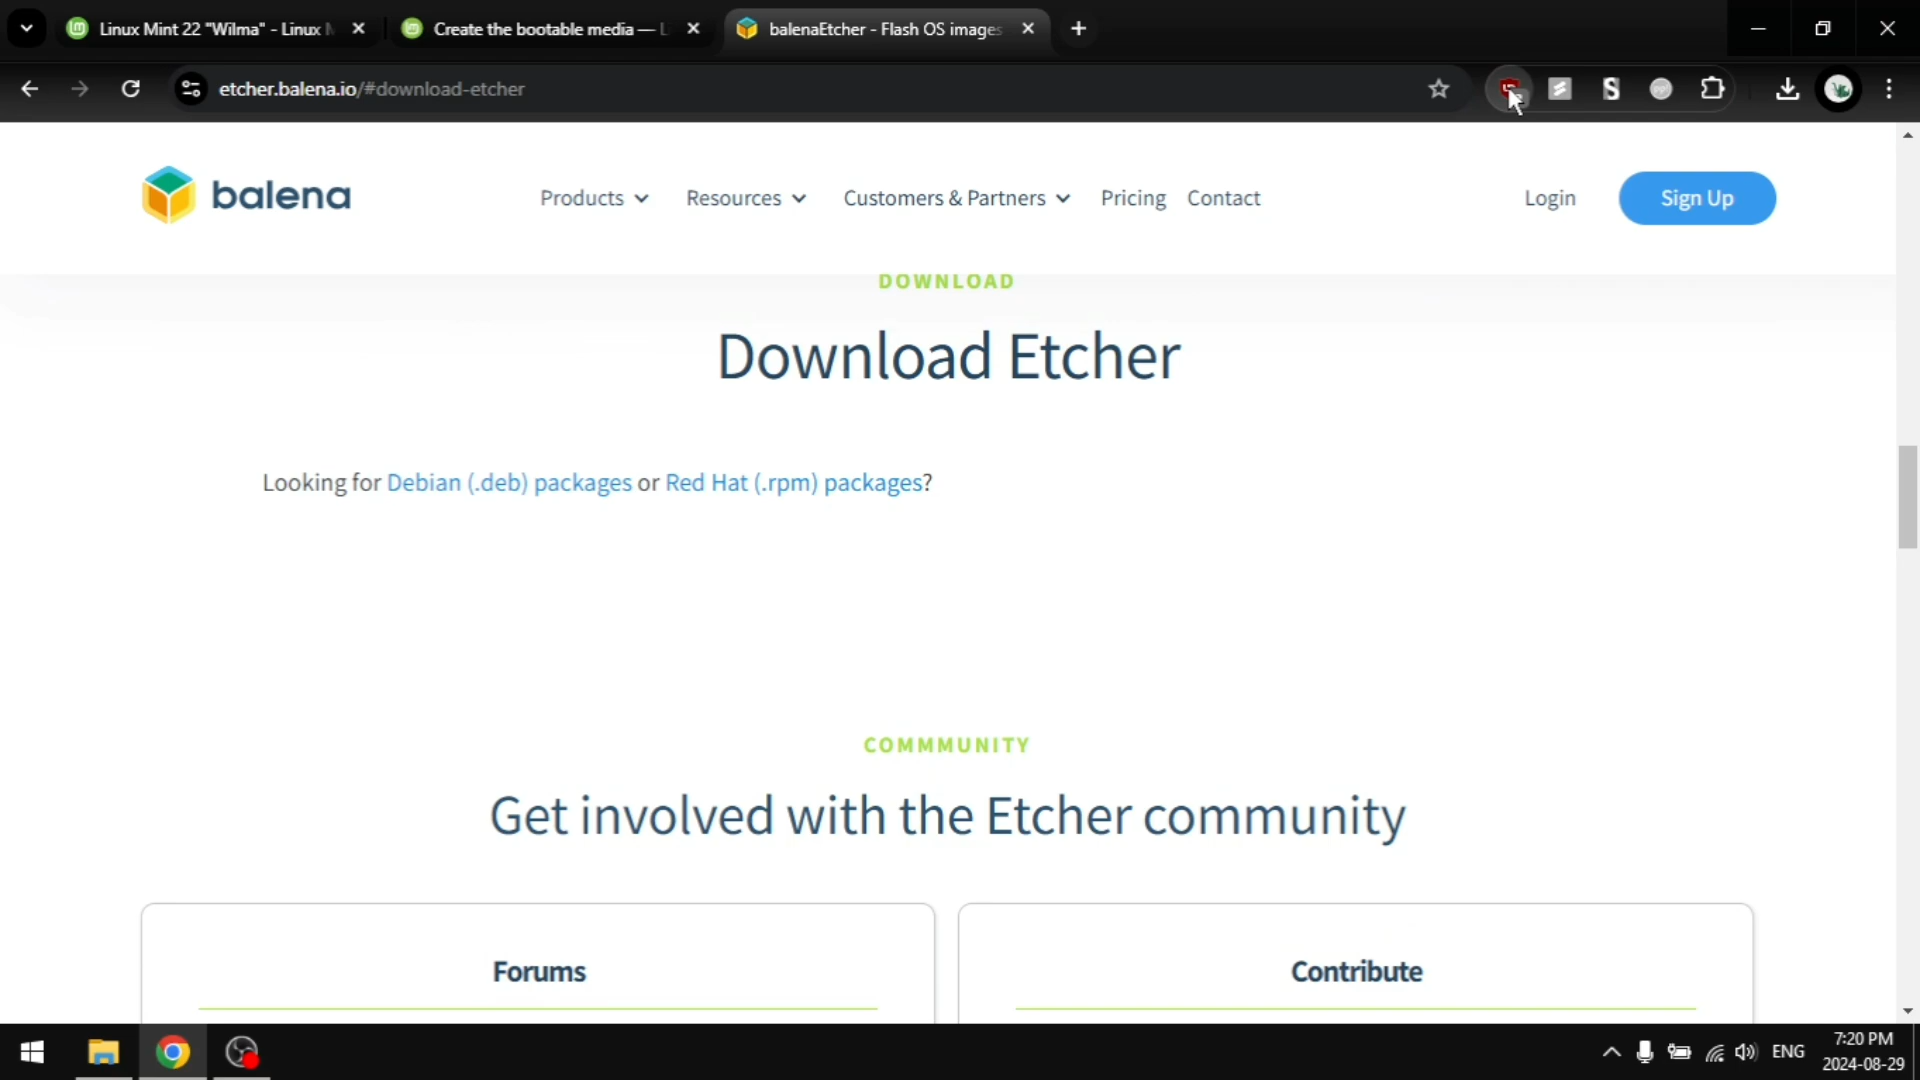 Linux Mint 22 "Wilma" - Linux M
Create the bootable media — L
balenaEtcher - Flash OS images
etcher.balena.io/#download-etcher
balena
Products
Resources
Customers & Partners
Pricing
Contact
Login
Sign Up
DOWNLOAD
Download Etcher
Looking for Debian (.deb) packages or Red Hat (.rpm) packages?
COMMMUNITY
Get involved with the Etcher community
Forums
Contribute
ENG
7:20 PM
2024-08-29